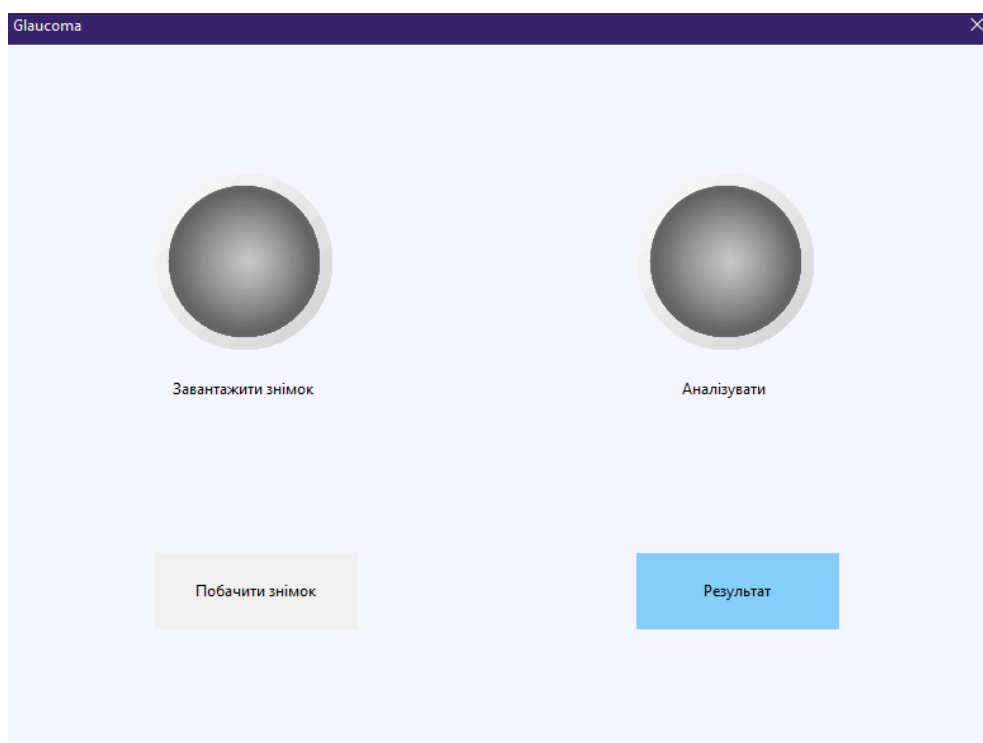 Glaucoma
Завантажити знімок
Аналізувати
Побачити знімок
Результат